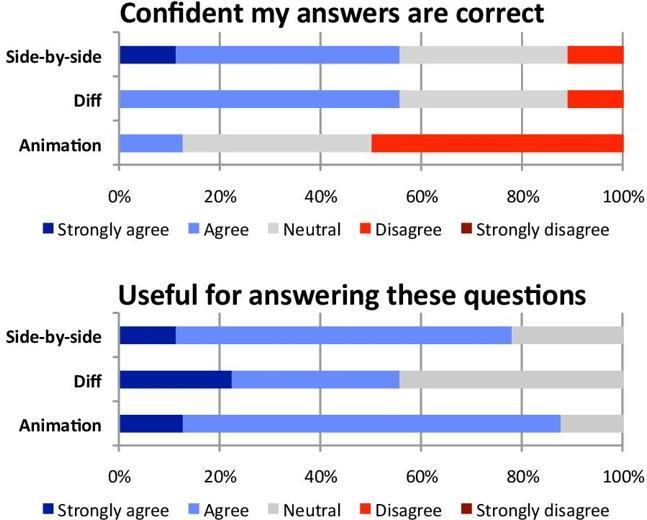 Confident my answers are correct
Side-by-side
Diff
Animation
0% 20% 40% 60% 80% 100%
Strongly agree Agree Neutral Disagree Strongly disagree
Useful for answering these questions
Side-by-side
Diff
Animation
0% 20% 40% 60% 80% 100%
Strongly agree Agree Neutral Disagree Strongly disagree